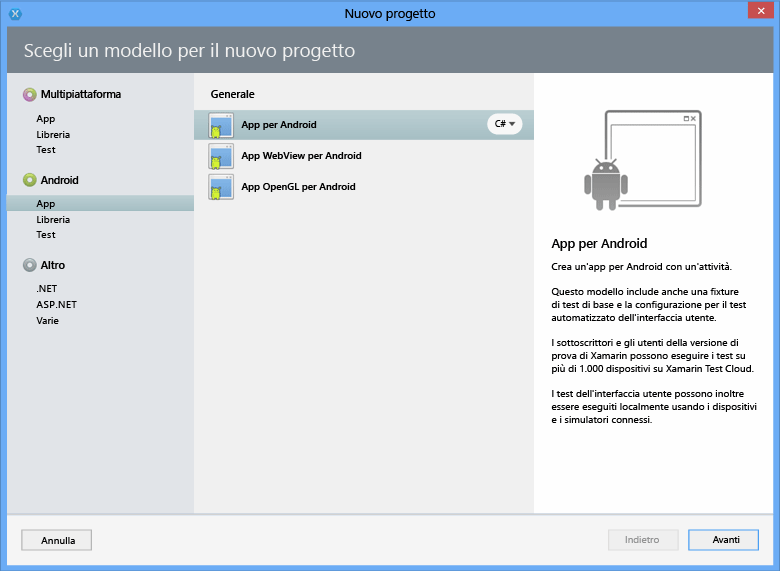 Nuovo progetto
Scegli un modello per il nuovo progetto
Multipiattaforma
App
Libreria
Test
Android
App
Libreria
Test
Altro
.NET
ASP.NET
Varie
Generale
App per Android
C#
App WebView per Android
App OpenGL per Android
App per Android
Crea un'app per Android con un'attività.
Questo modello include anche una fixture
di test di base e la configurazione per il test
automatizzato dell'interfaccia utente.
I sottoscrittori e gli utenti della versione di
prova di Xamarin possono eseguire i test su
più di 1.000 dispositivi su Xamarin Test Cloud.
I test dell'interfaccia utente possono inoltre
essere eseguiti localmente usando i dispositivi
e i simulatori connessi.
Annulla
Indietro
Avanti